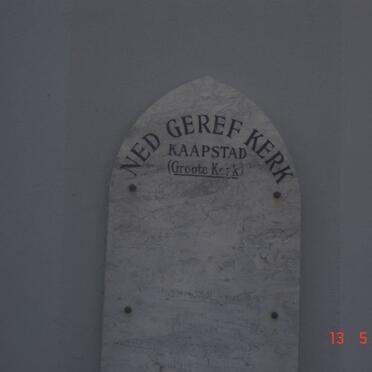 NED GEREF KERK
KAAPSTAD
(Groote Kerk)
13 5